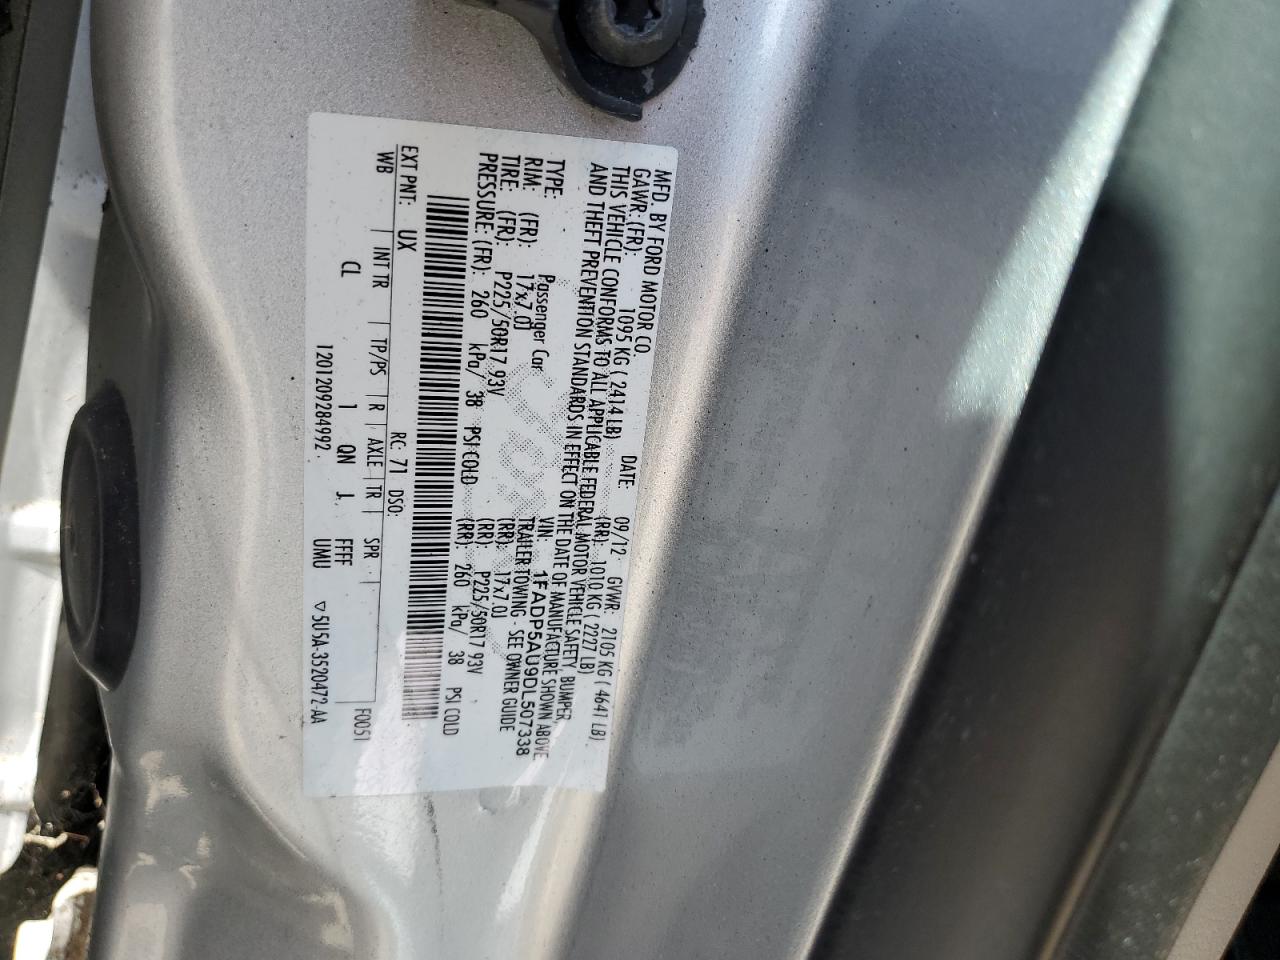 MFD. BY FORD MOTOR CO.
DATE: 09/12 GVWR: 2105 KG ( 4641 LB)
GAWR: (FR): 1095 KG ( 2414 LB) (RR): 1010 KG ( 2227 LB)
THIS VEHICLE CONFORMS TO ALL APPLICABLE FEDERAL MOTOR VEHICLE SAFETY, BUMPER,
AND THEFT PREVENTION STANDARDS IN EFFECT ON THE DATE OF MANUFACTURE SHOWN ABOVE
VIN: 1FADP5AU9DL507338
TYPE: Passenger Car TRAILER TOWING - SEE OWNER GUIDE
RIM: (FR): 17x7.0J (RR): 17x7.0J
TIRE: (FR): P225/50R17 93V (RR): P225/50R17 93V
PRESSURE: (FR): 260 kPa/ 38 PSI COLD (RR): 260 kPa/ 38 PSI COLD
EXT PNT: UX RC: 71 DSO: F0051
WB INT TR TP/PS R AXLE TR SPR
CL 1 QN J FFFF
1201209284992 UMU ▽5U5A-3520472-AA